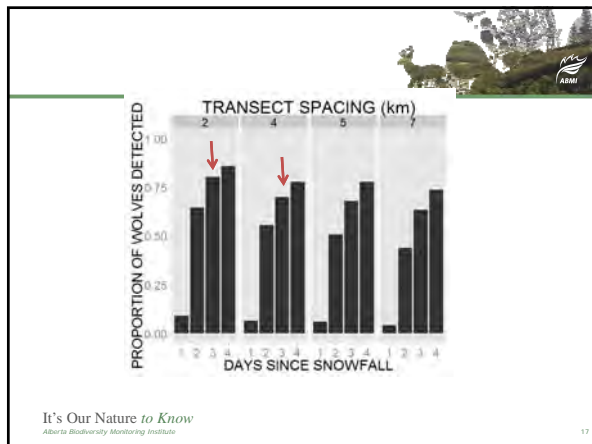 ABMI
TRANSECT SPACING (km)
2 4 5 7
PROPORTION OF WOLVES DETECTED
1.00
0.75
0.50
0.25
0.00
1 2 3 4 1 2 3 4 1 2 3 4 1 2 3 4
DAYS SINCE SNOWFALL
It's Our Nature to Know
Alberta Biodiversity Monitoring Institute
17